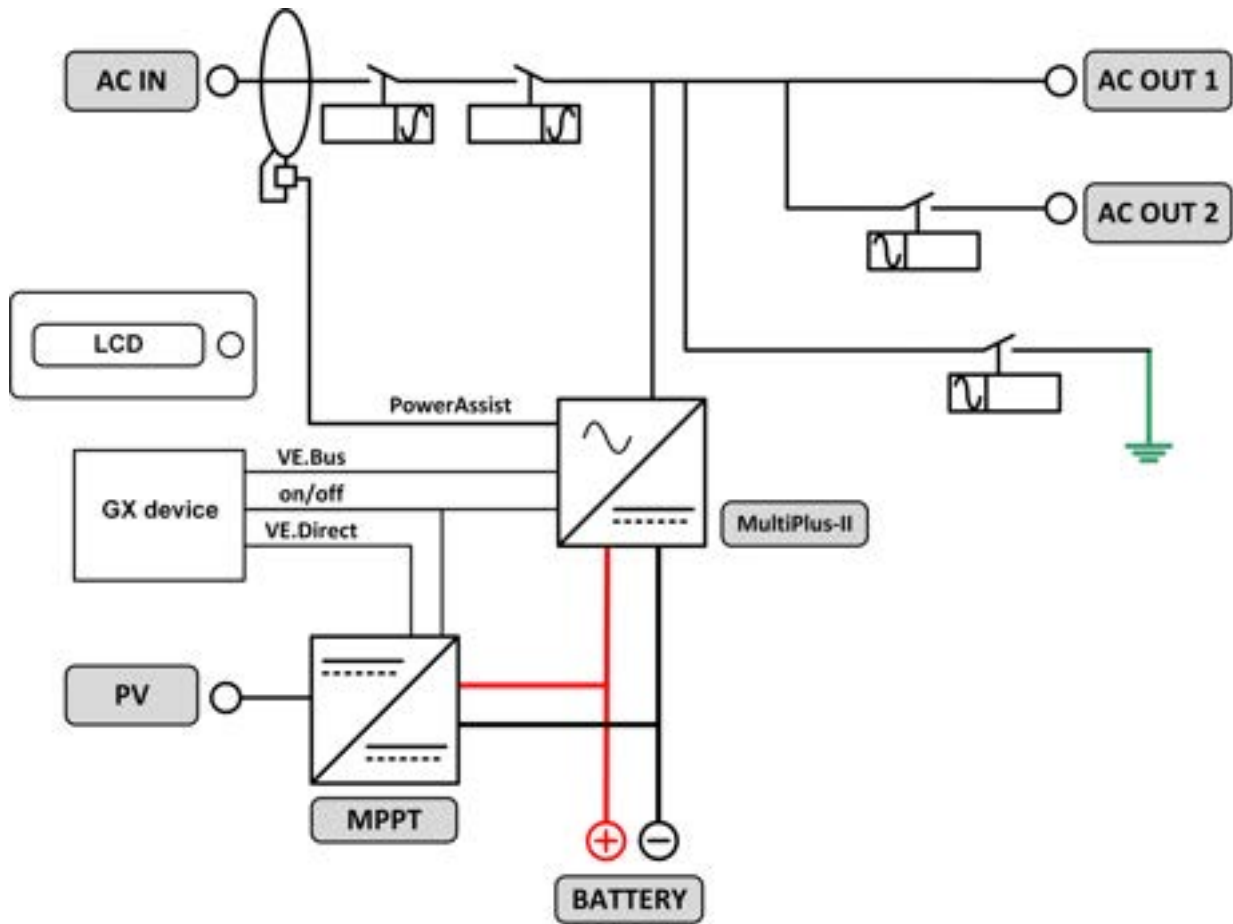 AC IN
AC OUT 1
AC OUT 2
LCD
PowerAssist
VE.Bus
on/off
GX device
VE.Direct
MultiPlus-II
PV
MPPT
BATTERY